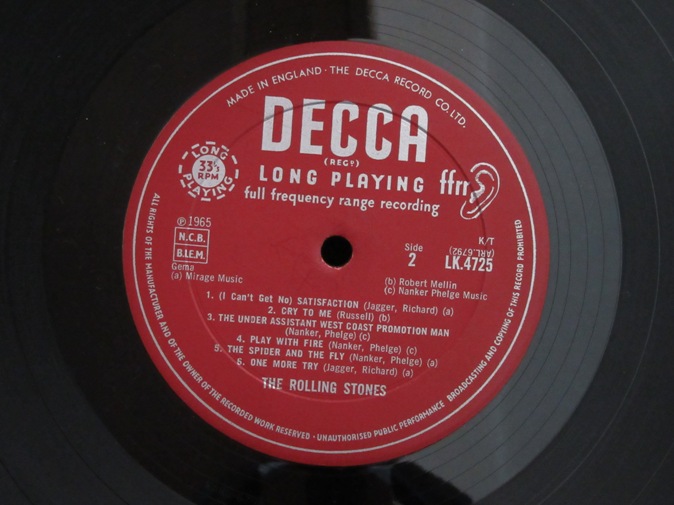 MADE IN ENGLAND · THE DECCA RECORD CO. LTD.
DECCA
(REGD)
LONG PLAYING ffrr
full frequency range recording
LONG
33⅓
RPM
PLAYING
℗ 1965
N.C.B.
B.I.E.M.
Gema
(a) Mirage Music
Side
2
K/T
(ARL.6792)
LK.4725
(b) Robert Mellin
(c) Nanker Phelge Music
1. (I Can't Get No) SATISFACTION (Jagger, Richard) (a)
2. CRY TO ME (Russell) (b)
3. THE UNDER ASSISTANT WEST COAST PROMOTION MAN
(Nanker, Phelge) (c)
4. PLAY WITH FIRE (Nanker, Phelge) (c)
5. THE SPIDER AND THE FLY (Nanker, Phelge) (a)
6. ONE MORE TRY (Jagger, Richard) (a)
THE ROLLING STONES
ALL RIGHTS OF THE MANUFACTURER AND OF THE OWNER OF THE RECORDED WORK RESERVED · UNAUTHORISED PUBLIC PERFORMANCE BROADCASTING AND COPYING OF THIS RECORD PROHIBITED